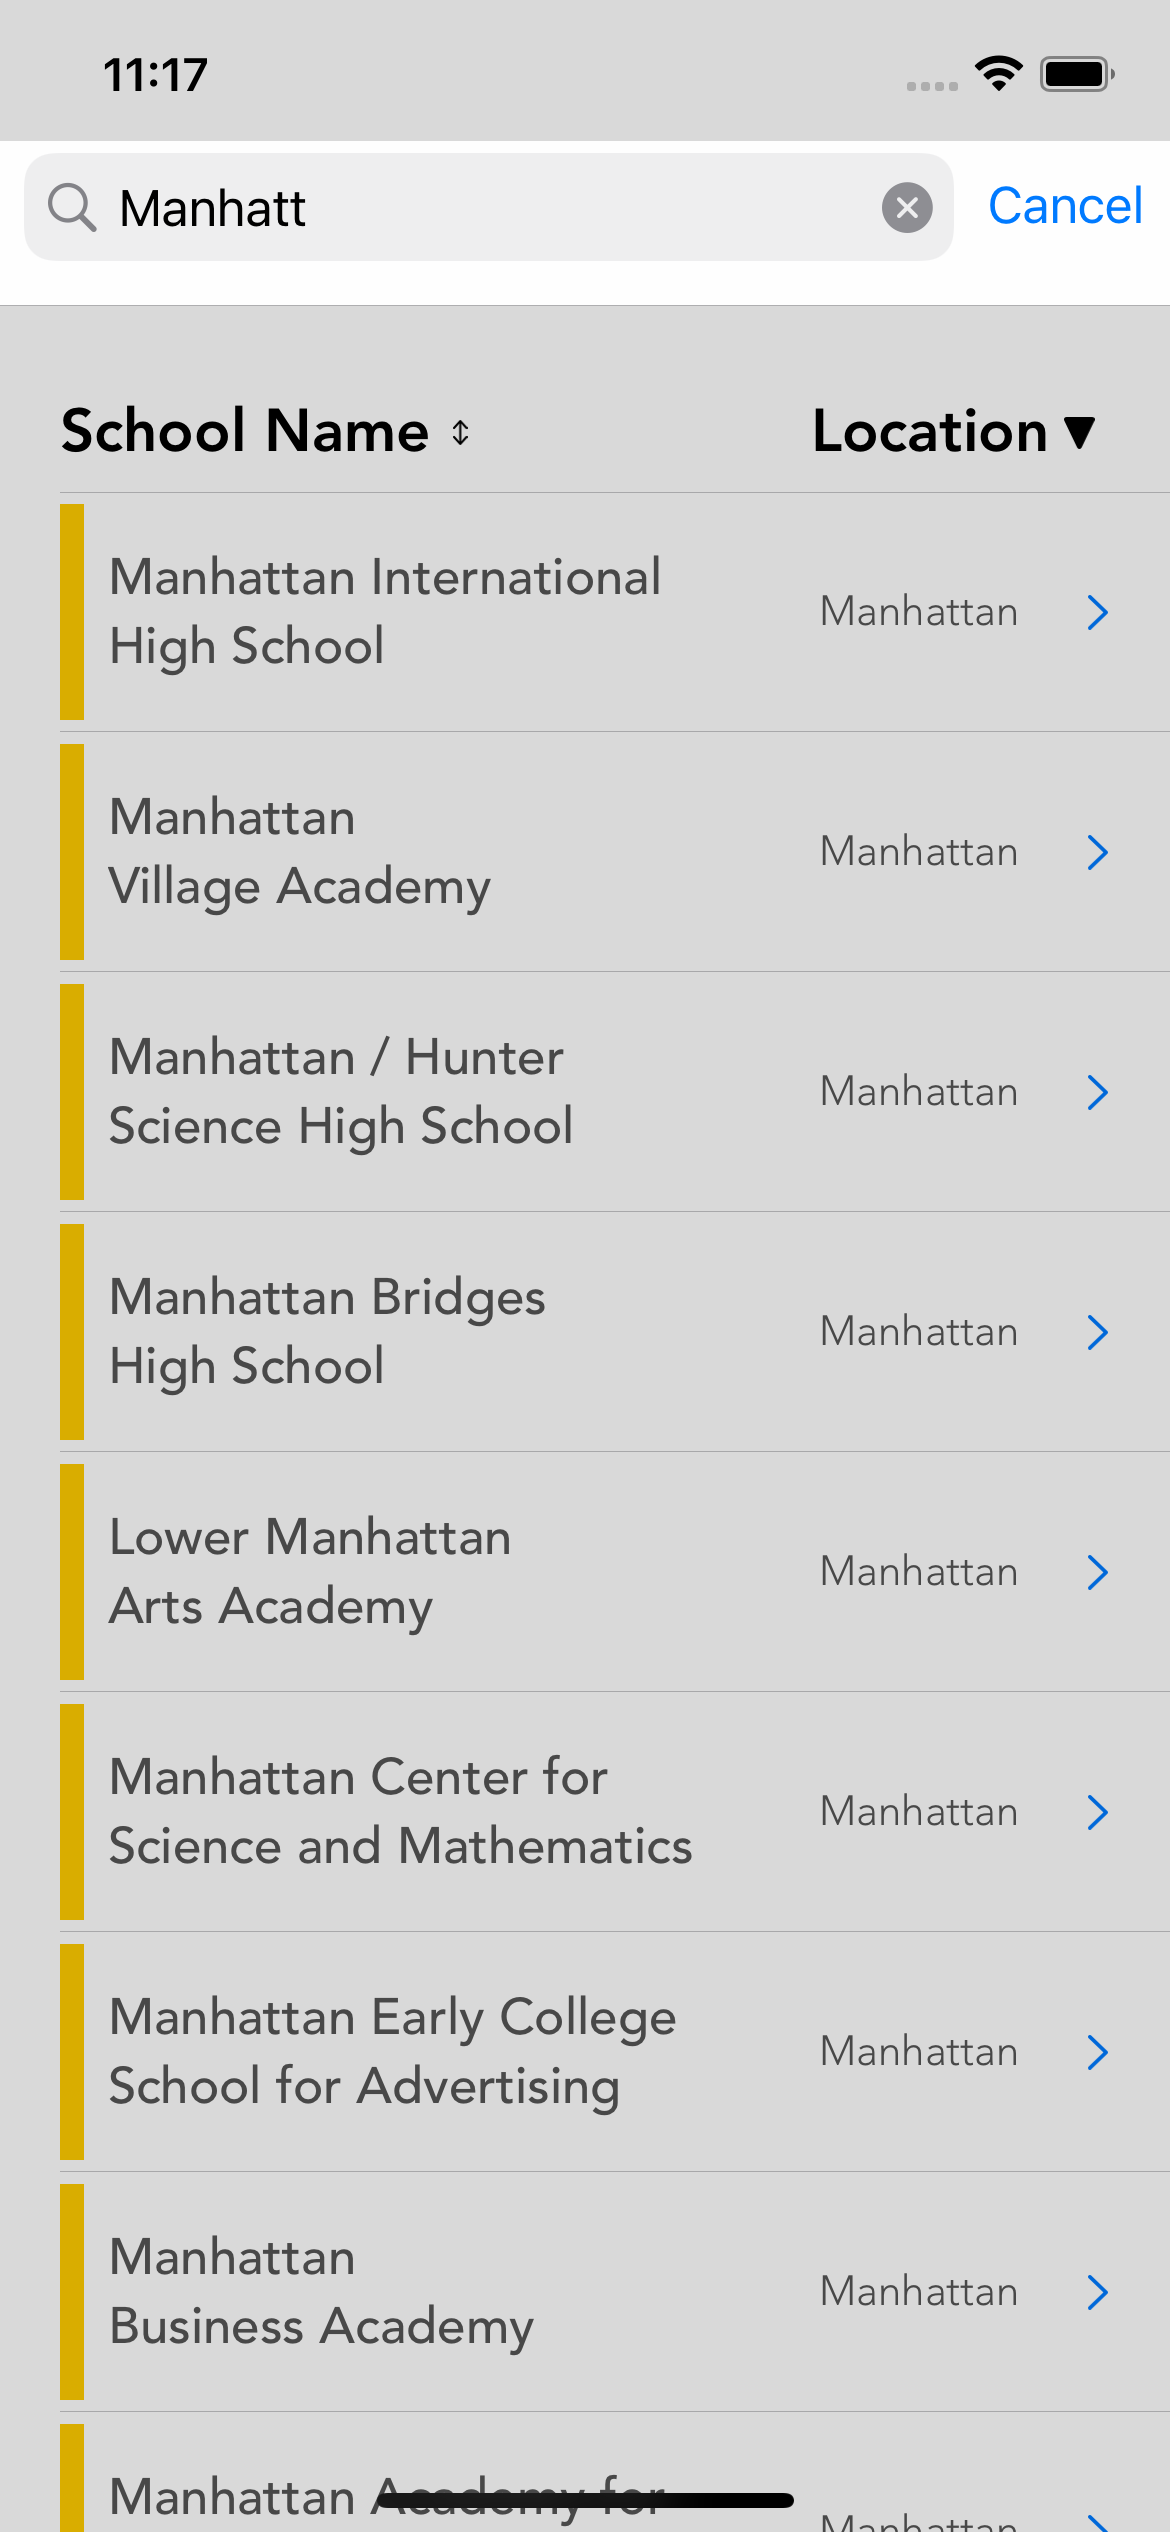 11:17
Manhatt
Cancel
School Name ↕
Location ▼
Manhattan International
High School
Manhattan
Manhattan
Village Academy
Manhattan
Manhattan / Hunter
Science High School
Manhattan
Manhattan Bridges
High School
Manhattan
Lower Manhattan
Arts Academy
Manhattan
Manhattan Center for
Science and Mathematics
Manhattan
Manhattan Early College
School for Advertising
Manhattan
Manhattan
Business Academy
Manhattan
Manhattan Academy for
Manhattan